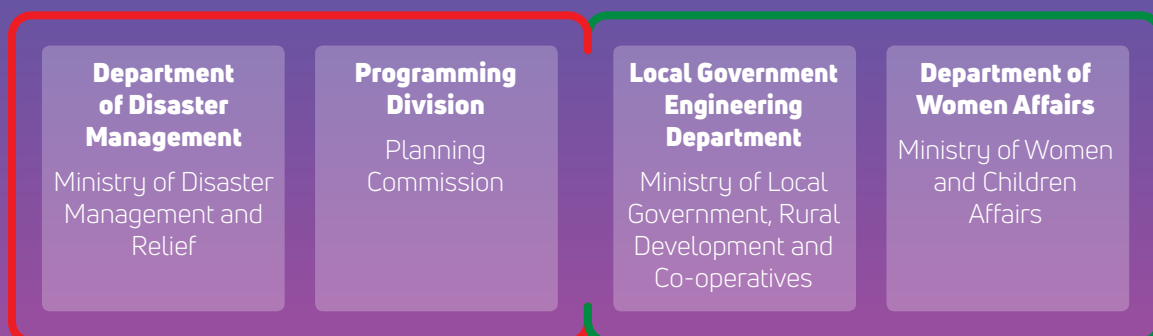 Department
of Disaster
Management
Ministry of Disaster
Management and
Relief
Programming
Division
Planning
Commission
Local Government
Engineering
Department
Ministry of Local
Government, Rural
Development and
Co-operatives
Department of
Women Affairs
Ministry of Women
and Children
Affairs